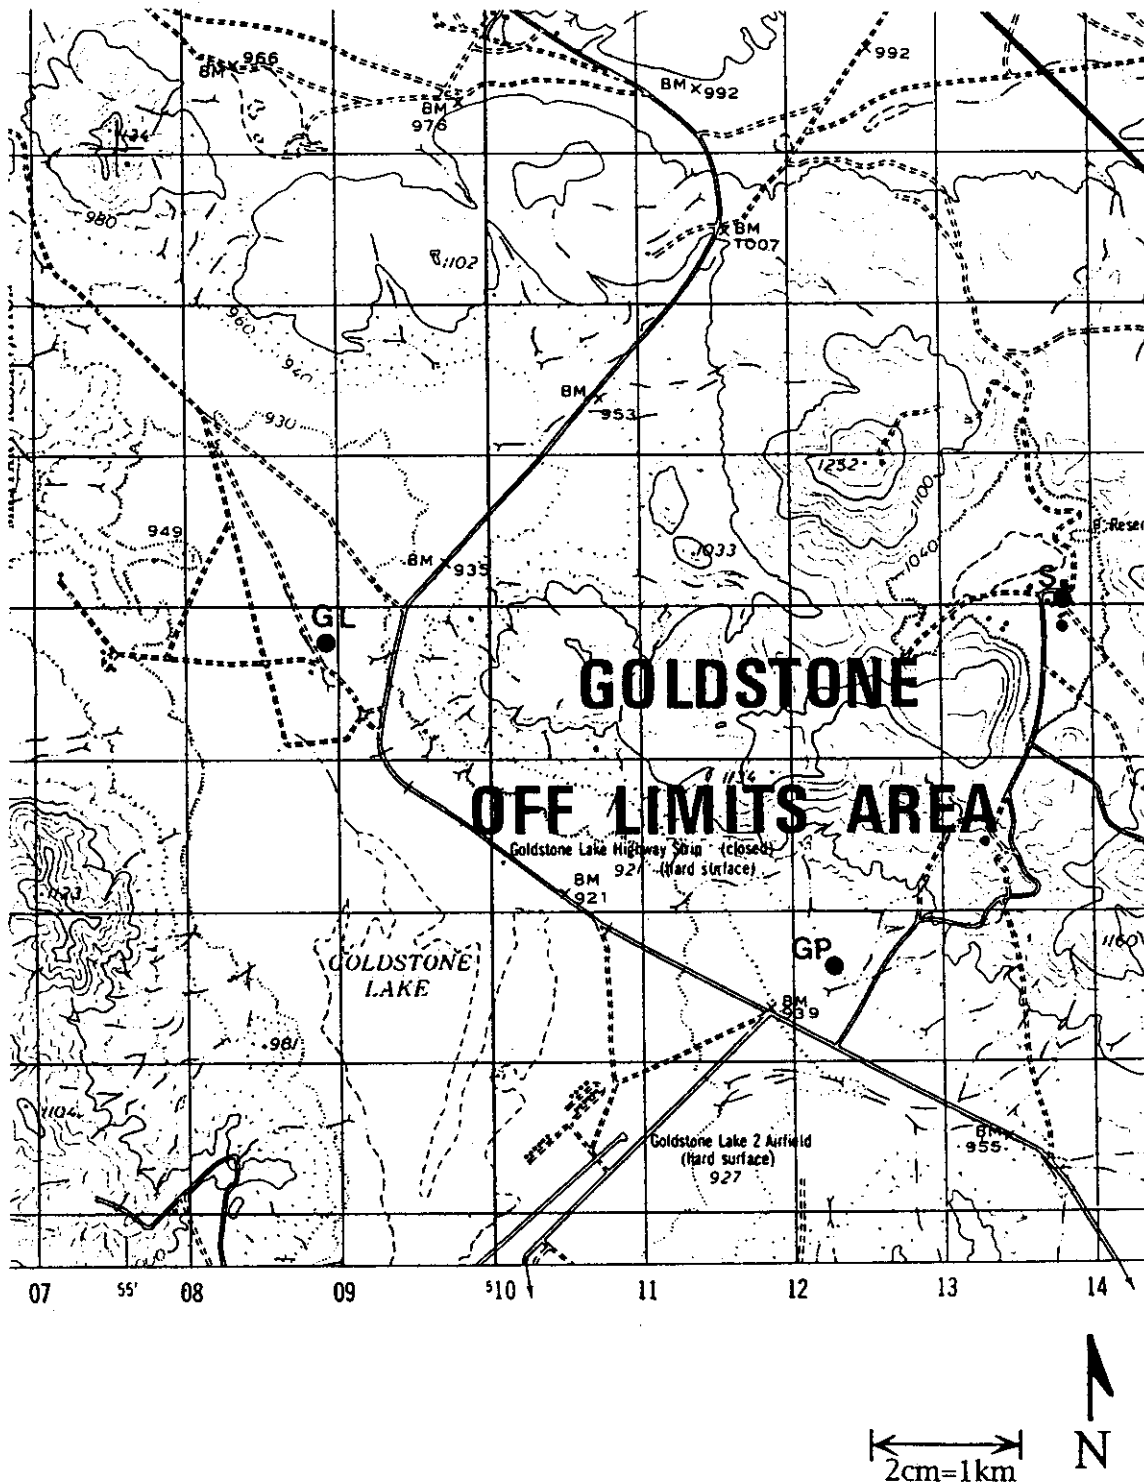 966
BM
992
BM
992
BM
976
1134
980
BM
1007
1102
960
940
BM
953
930
1232
1100
949
1033
1040
BM
935
S
GL
GOLDSTONE
1134
OFF LIMITS AREA
Goldstone Lake Highway Strip (closed)
921 (hard surface)
BM
921
1123
GOLDSTONE
LAKE
GP
1160
BM
939
981
1104
Goldstone Lake 2 Airfield
(hard surface)
927
BM
955
07 55' 08 09 510 11 12 13 14
N
2cm=1km